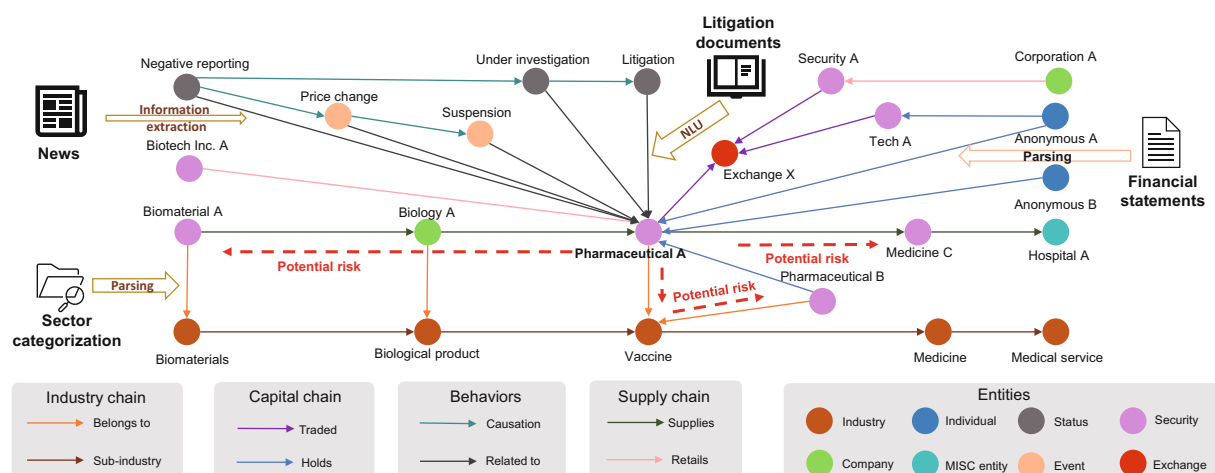 Litigation
documents
Negative reporting
Under investigation
Litigation
Security A
Corporation A
Price change
Suspension
Information
extraction
NLU
News
Biotech Inc. A
Exchange X
Tech A
Anonymous A
Parsing
Financial
statements
Anonymous B
Biomaterial A
Biology A
Pharmaceutical A
Medicine C
Hospital A
Potential risk
Potential risk
Potential risk
Pharmaceutical B
Parsing
Sector
categorization
Biomaterials
Biological product
Vaccine
Medicine
Medical service
Industry chain
Belongs to
Sub-industry
Capital chain
Traded
Holds
Behaviors
Causation
Related to
Supply chain
Supplies
Retails
Entities
Industry
Individual
Status
Security
Company
MISC entity
Event
Exchange